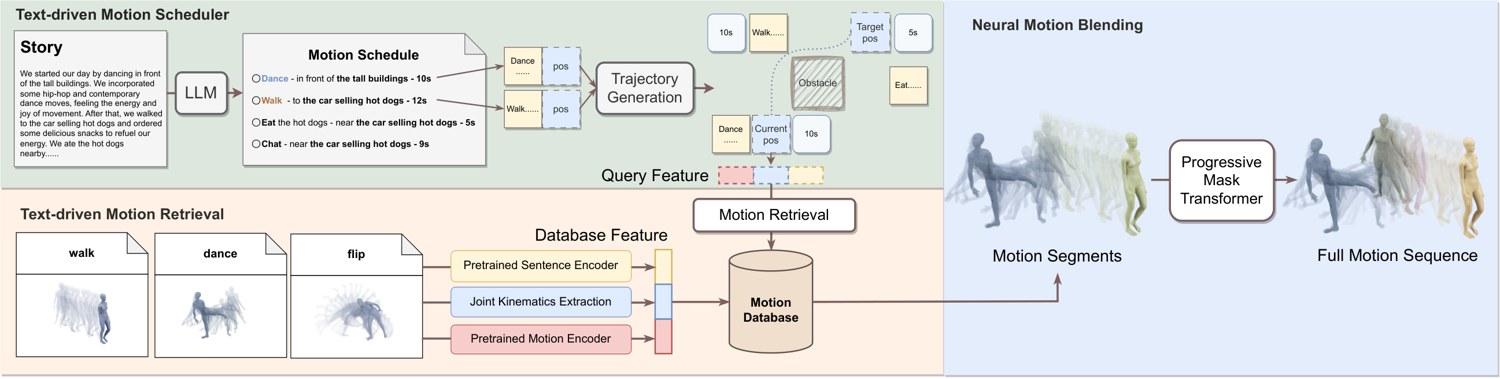 Text-driven Motion Scheduler
Story
We started our day by dancing in front
of the tall buildings. We incorporated
some hip-hop and contemporary
dance moves, feeling the energy and
joy of movement. After that, we walked
to the car selling hot dogs and ordered
some delicious snacks to refuel our
energy. We ate the hot dogs
nearby......
LLM
Motion Schedule
Dance - in front of the tall buildings - 10s
Walk - to the car selling hot dogs - 12s
Eat the hot dogs - near the car selling hot dogs - 5s
Chat - near the car selling hot dogs - 9s
Dance
......
pos
Walk......
pos
Trajectory
Generation
10s
Walk......
Target
pos
5s
Obstacle
Eat......
Dance
......
Current
pos
10s
Query Feature
Text-driven Motion Retrieval
walk
dance
flip
Database Feature
Pretrained Sentence Encoder
Joint Kinematics Extraction
Pretrained Motion Encoder
Motion Retrieval
Motion
Database
Neural Motion Blending
Motion Segments
Progressive
Mask
Transformer
Full Motion Sequence